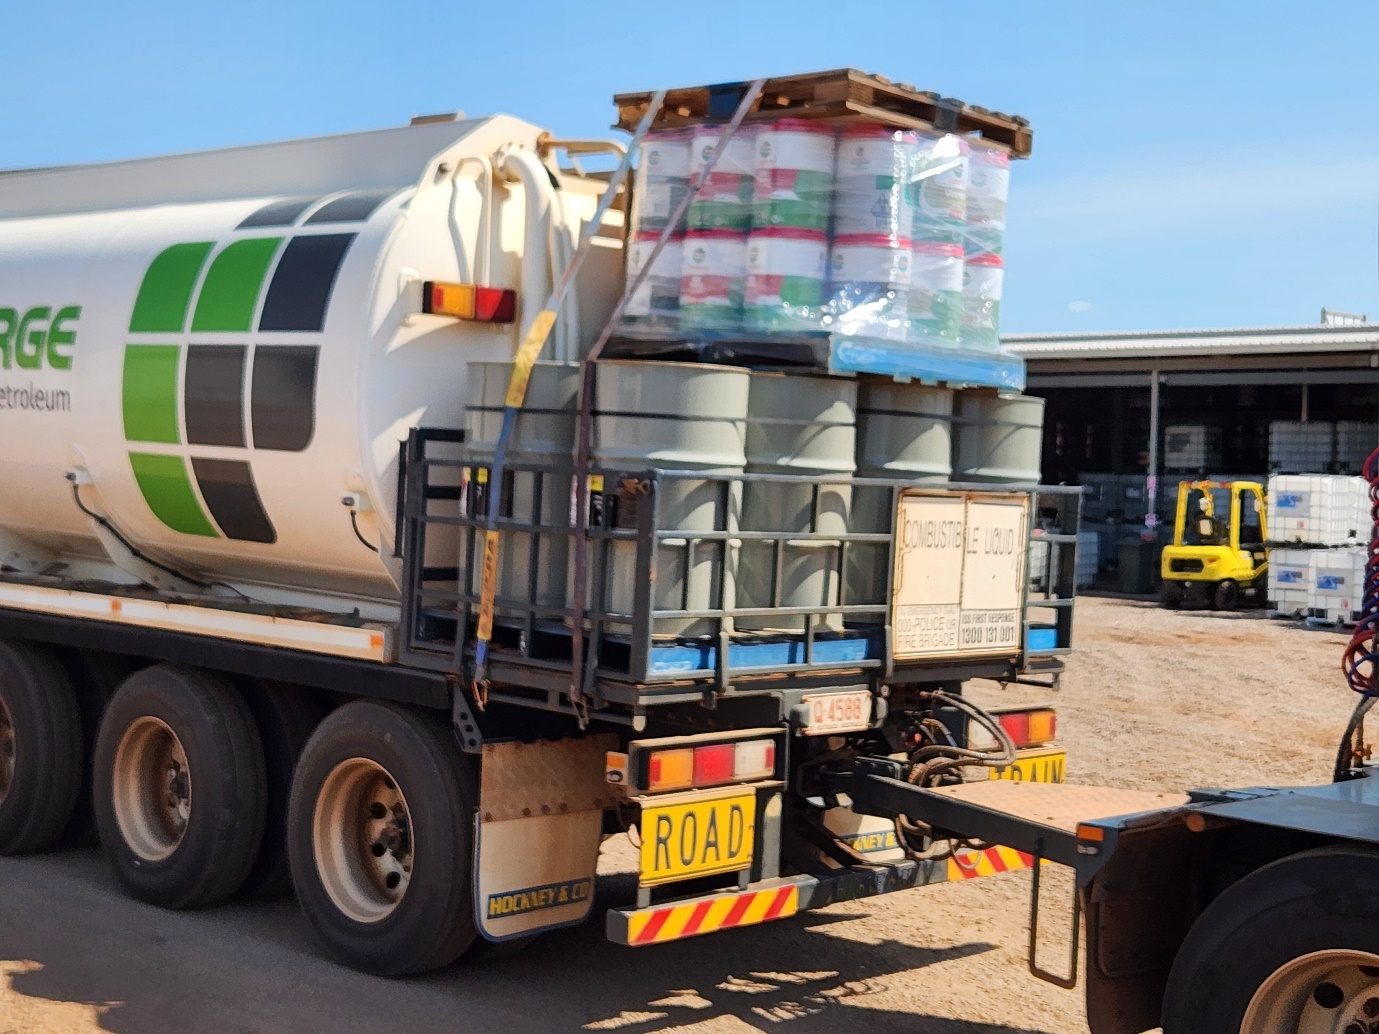 RGE
etroleum
COMBUSTIBLE LIQUID
000-POLICE OR
FIRE BRIGADE
1300 131 001
Q-4588
TRAIN
ROAD
HOCKNEY & CO